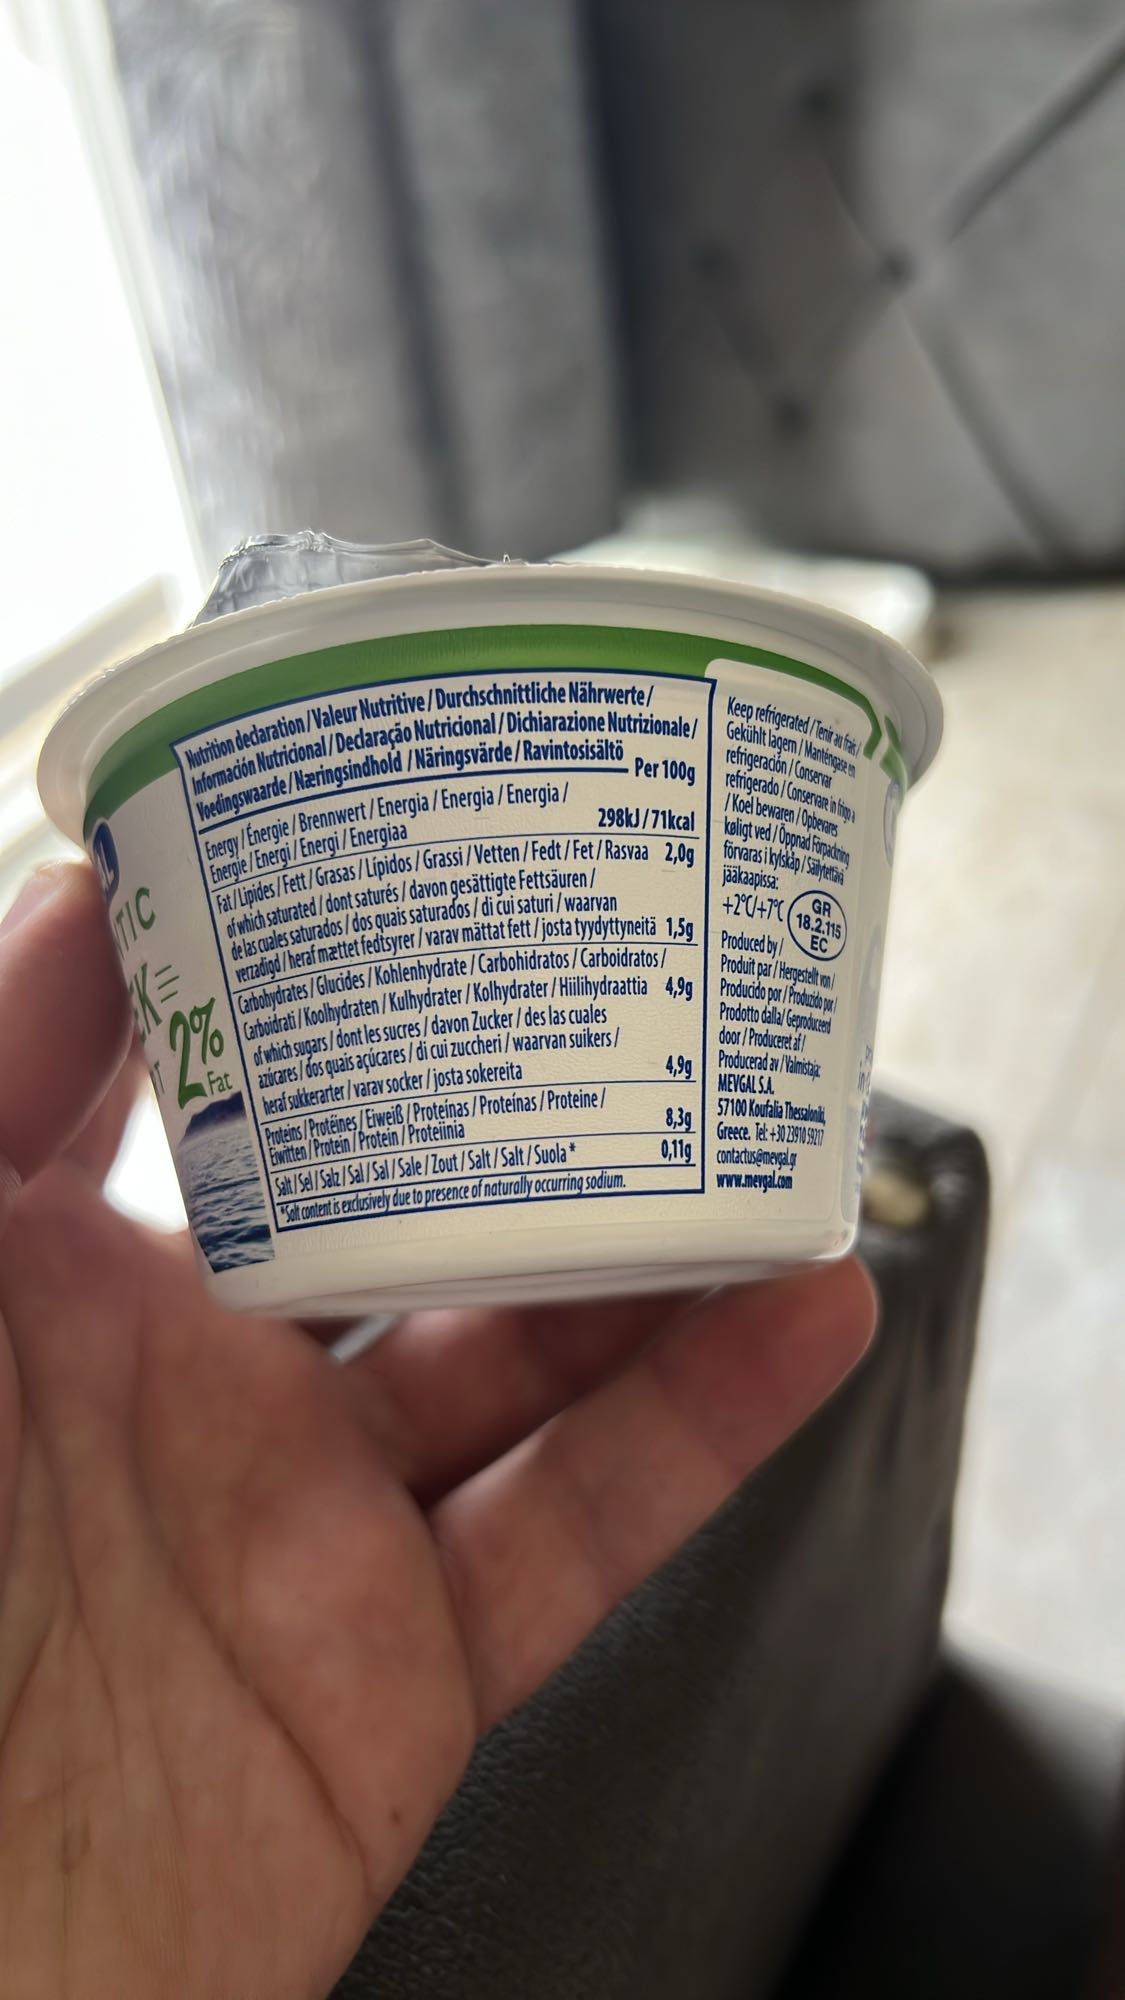 TIC
EK
T 2%
Fat
Nutrition declaration / Valeur Nutritive / Durchschnittliche Nährwerte /
Información Nutricional / Declaração Nutricional / Dichiarazione Nutrizionale /
Voedingswaarde / Næringsindhold / Näringsvärde / Ravintosisältö
Per 100g
Energy / Énergie / Brennwert / Energia / Energia / Energia /
Energie / Energi / Energi / Energiaa 298kJ / 71kcal
Fat / Lipides / Fett / Grasas / Lípidos / Grassi / Vetten / Fedt / Fet / Rasvaa 2,0g
of which saturated / dont saturés / davon gesättigte Fettsäuren /
de las cuales saturados / dos quais saturados / di cui saturi / waarvan
verzadigd / heraf mættet fedtsyrer / varav mättat fett / josta tyydyttyneitä 1,5g
Carbohydrates / Glucides / Kohlenhydrate / Carbohidratos / Carboidratos /
Carboidrati / Koolhydraten / Kulhydrater / Kolhydrater / Hiilihydraattia 4,9g
of which sugars / dont les sucres / davon Zucker / des las cuales
azúcares / dos quais açúcares / di cui zuccheri / waarvan suikers /
heraf sukkerarter / varav socker / josta sokereita 4,9g
Proteins / Protéines / Eiweiß / Proteínas / Proteínas / Proteine /
Eiwitten / Protein / Protein / Proteiinia 8,3g
Salt / Sel / Salz / Sal / Sal / Sale / Zout / Salt / Salt / Suola * 0,11g
*Salt content is exclusively due to presence of naturally occurring sodium.
Keep refrigerated / Tenir au frais /
Gekühlt lagern / Manténgase en
refrigeración / Conservar
refrigerado / Conservare in frigo a
/ Koel bewaren / Opbevares
køligt ved / Öppnad Förpackning
förvaras i kylskåp / Säilytettävä
jääkaapissa:
+2°C/+7°C
GR
18.2.115
EC
Produced by /
Produit par / Hergestellt von /
Producido por / Produzido por /
Prodotto dalla / Geproduceerd
door / Produceret af /
Producerad av / Valmistaja:
MEVGAL S.A.
57100 Koufalia Thessaloniki,
Greece. Tel: +30 23910 59217
contactus@mevgal.gr
www.mevgal.com